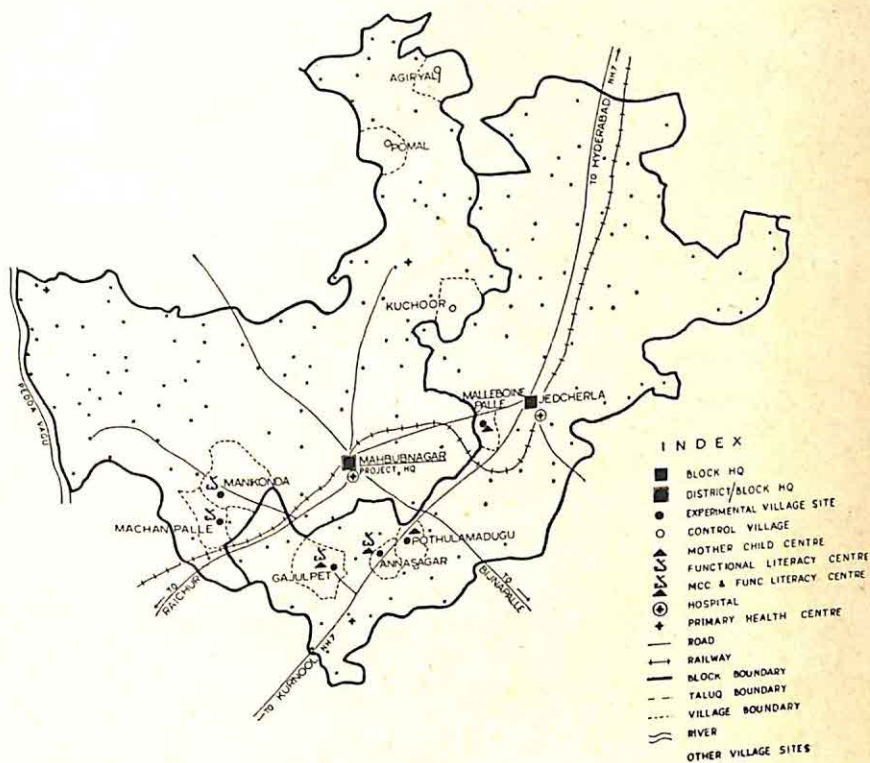 AGIRYAL
NH 7
TO HYDERABAD
POMAL
KUCHOOR
PEDDA VAGU
MALLEBOINE
PALLE
JEDCHERLA
MAHBUBNAGAR
PROJECT HQ
MANIKONDA
MACHANPALLE
POTHULAMADUGU
ANNASAGAR
GAJULPET
TO
RAICHUR
TO
BIJNAPALLE
TO KURNOOL NH 7
INDEX
BLOCK HQ
DISTRICT/BLOCK HQ
EXPERIMENTAL VILLAGE SITE
CONTROL VILLAGE
MOTHER CHILD CENTRE
FUNCTIONAL LITERACY CENTRE
MCC & FUNC LITERACY CENTRE
HOSPITAL
PRIMARY HEALTH CENTRE
ROAD
RAILWAY
BLOCK BOUNDARY
TALUQ BOUNDARY
VILLAGE BOUNDARY
RIVER
OTHER VILLAGE SITES